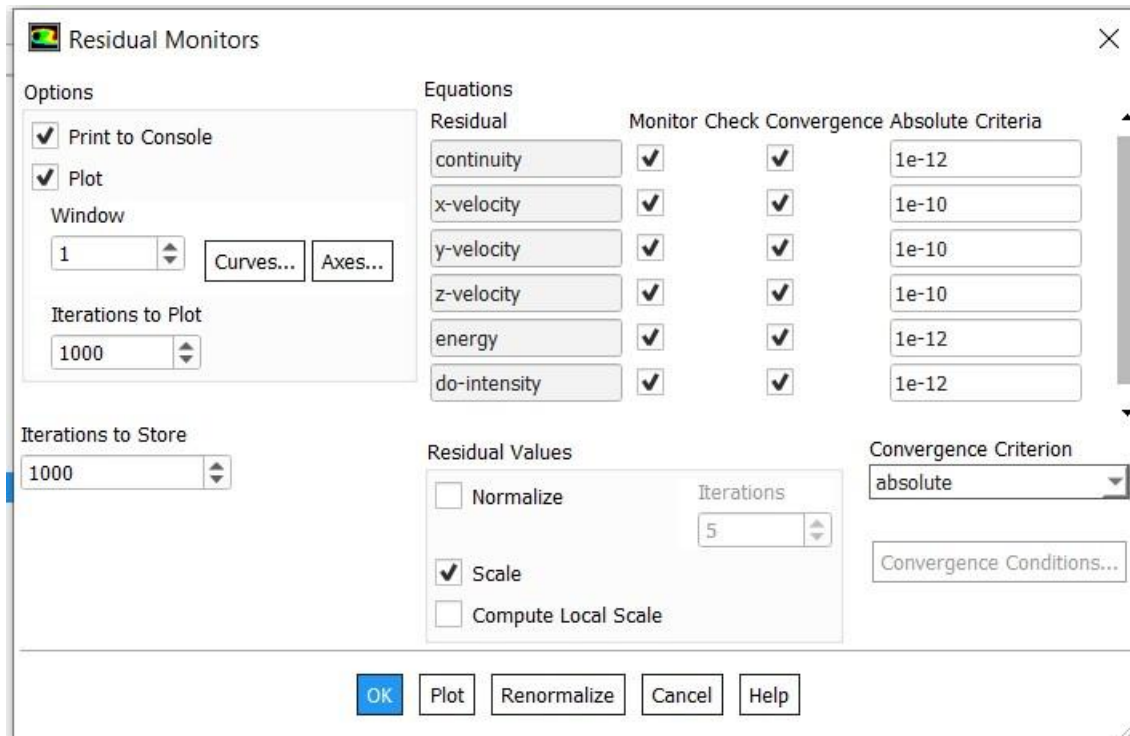 Residual Monitors
Options
Print to Console
Plot
Window
1
Curves...
Axes...
Iterations to Plot
1000
Iterations to Store
1000
Equations
Residual Monitor Check Convergence Absolute Criteria
continuity 1e-12
x-velocity 1e-10
y-velocity 1e-10
z-velocity 1e-10
energy 1e-12
do-intensity 1e-12
Residual Values
Normalize
Iterations
5
Scale
Compute Local Scale
Convergence Criterion
absolute
Convergence Conditions...
OK Plot Renormalize Cancel Help